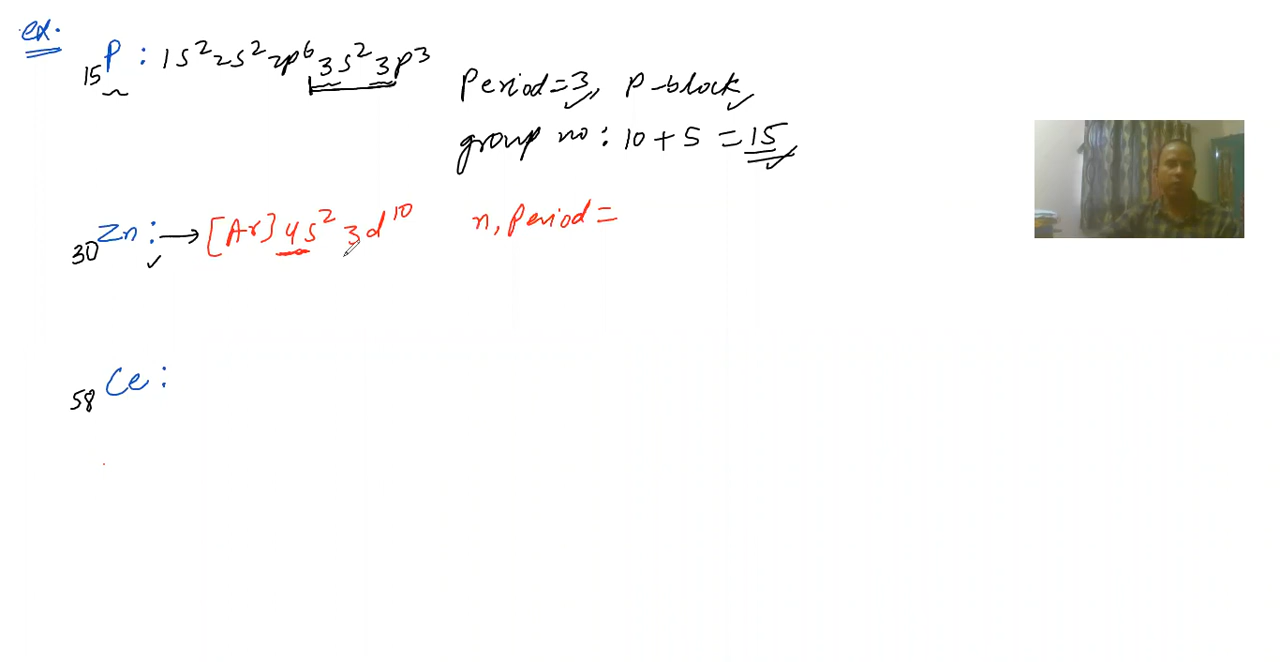 ex.
15P : 1s² 2s² 2p⁶ 3s² 3p³
Period = 3, P-block
group no : 10 + 5 = 15
30Zn : → [Ar] 4s² 3d¹⁰ n, Period =
58Ce :